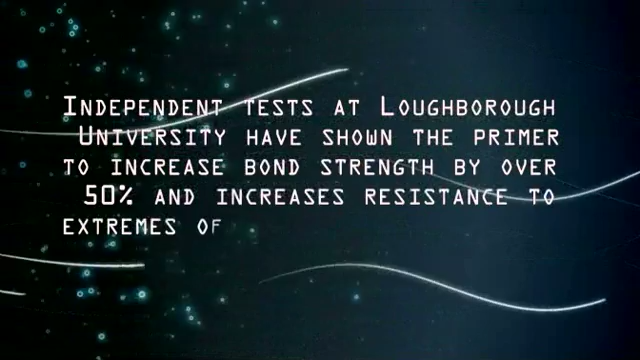 Independent tests at Loughborough
University have shown the primer
to increase bond strength by over
50% and increases resistance to
extremes of